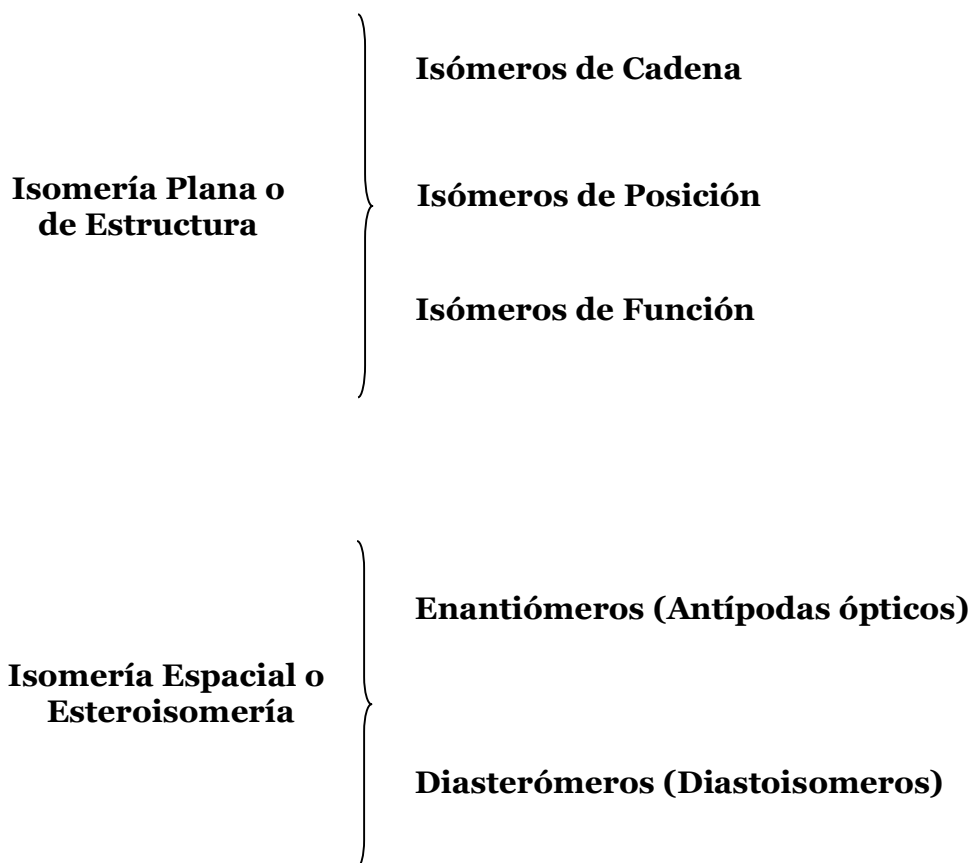 Isómeros de Cadena
Isomería Plana o
de Estructura
Isómeros de Posición
Isómeros de Función
Enantiómeros (Antípodas ópticos)
Isomería Espacial o
Esteroisomería
Diasterómeros (Diastoisomeros)